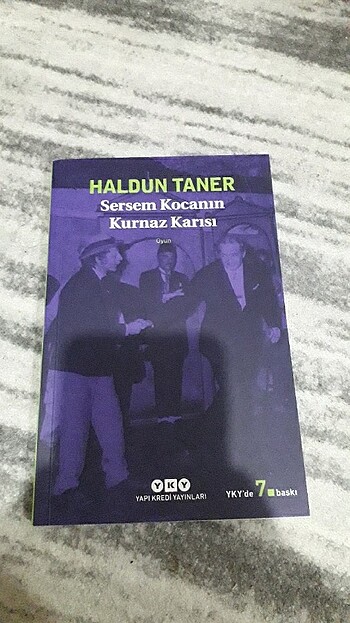 HALDUN TANER
Sersem Kocanın
Kurnaz Karısı
Oyun
YKY
YAPI KREDİ YAYINLARI
YKY'de 7. baskı